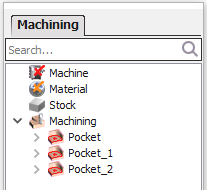 Machining
Search...
Machine
Material
Stock
Machining
Pocket
Pocket_1
Pocket_2